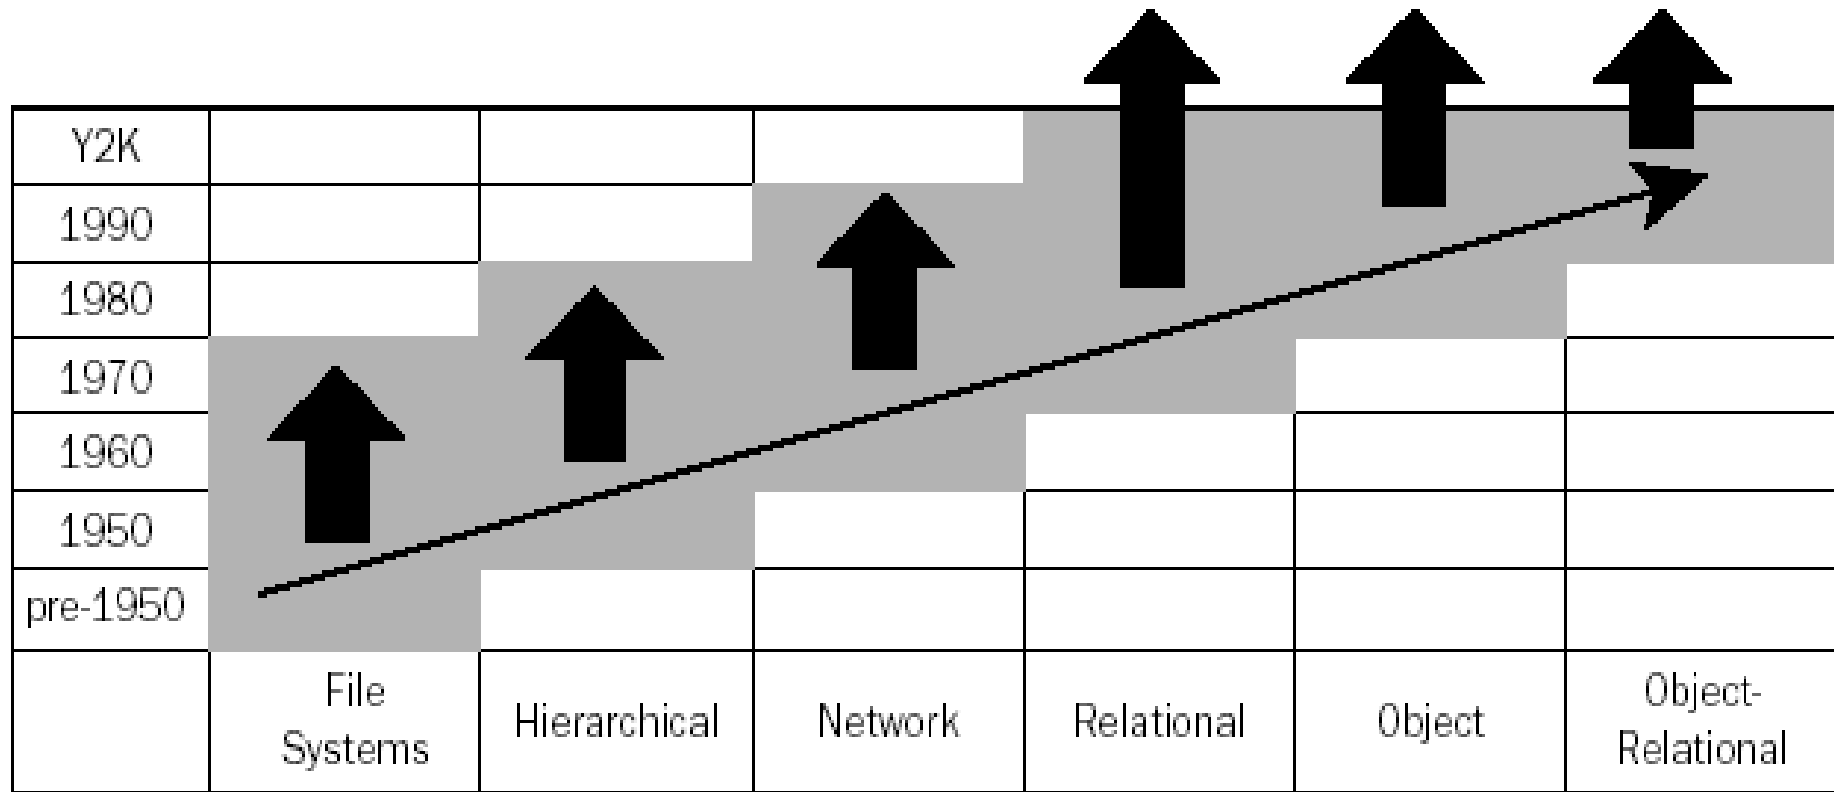 Y2K
1990
1980
1970
1960
1950
pre-1950
File
Systems
Hierarchical
Network
Relational
Object
Object-
Relational